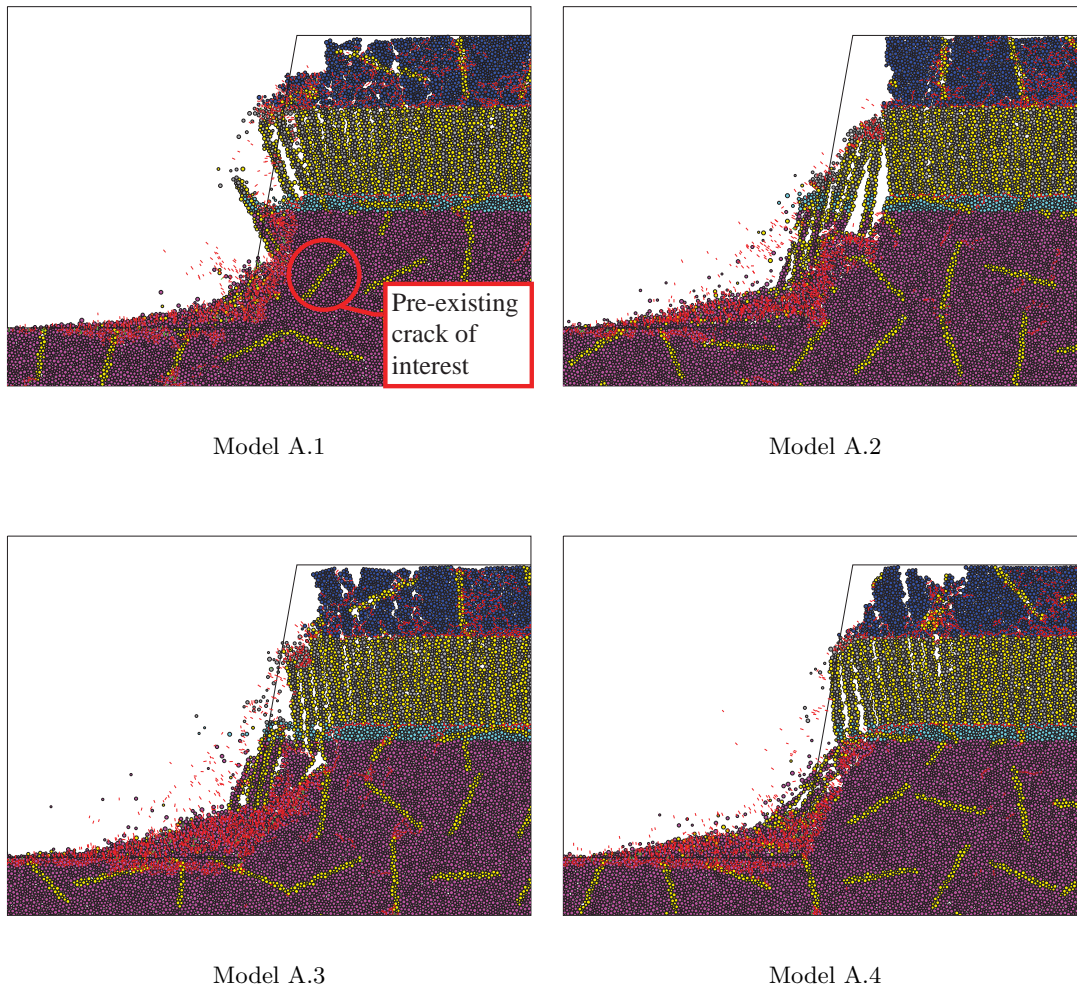 Pre-existing
crack of
interest
Model A.1
Model A.2
Model A.3
Model A.4